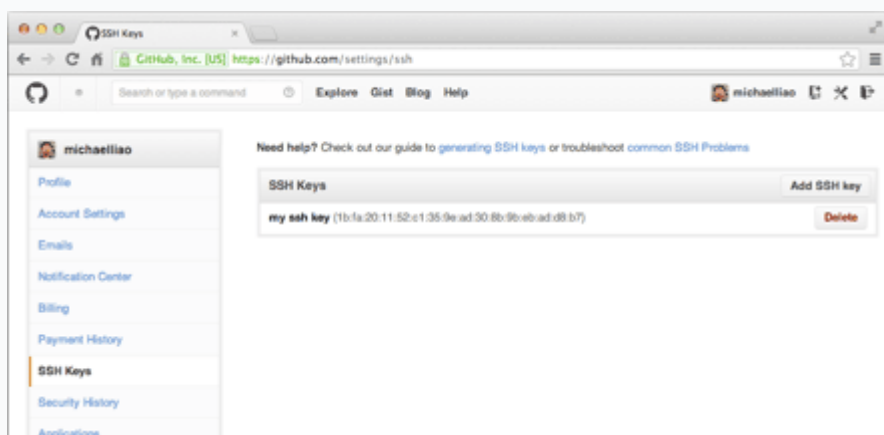 SSH Keys
GitHub, Inc. [US] https://github.com/settings/ssh
Search or type a command Explore Gist Blog Help michaelliao
michaelliao
Need help? Check out our guide to generating SSH keys or troubleshoot common SSH Problems
Profile
SSH Keys Add SSH key
Account Settings
my ssh key (1b:fa:20:11:52:c1:35:9e:ad:30:8b:9b:eb:ad:d8:b7) Delete
Emails
Notification Center
Billing
Payment History
SSH Keys
Security History
Applications